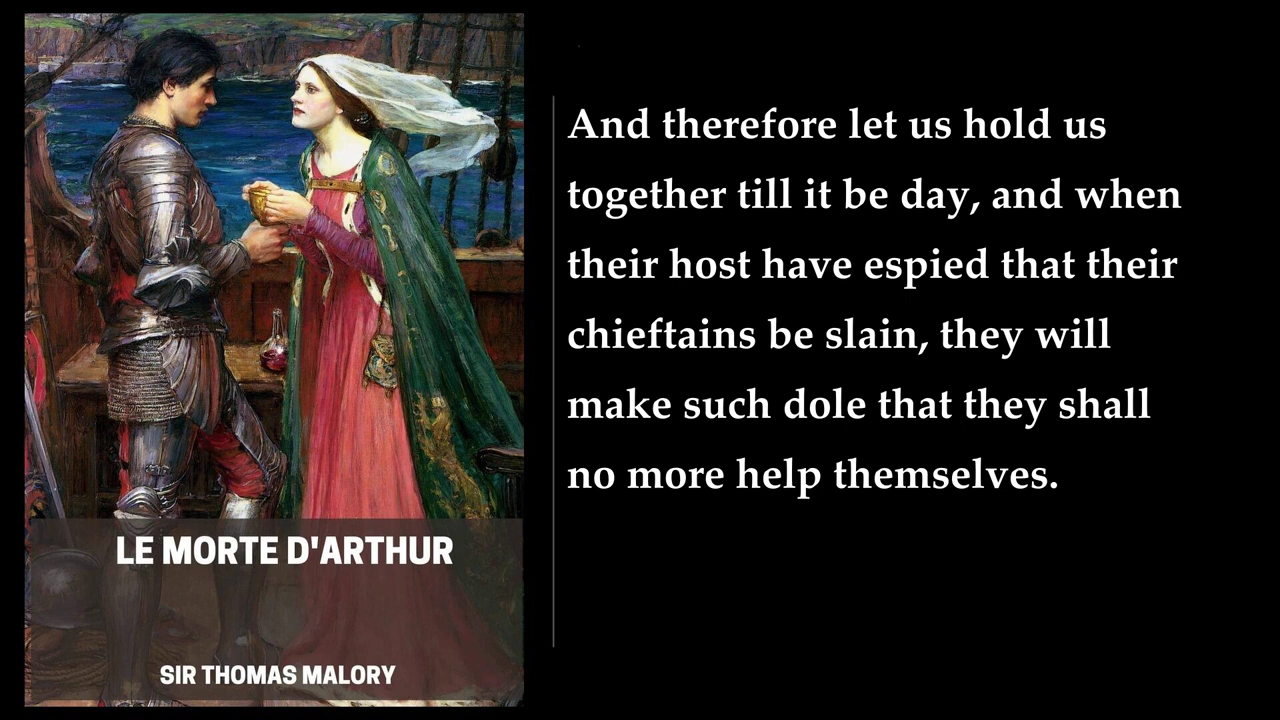 LE MORTE D'ARTHUR
SIR THOMAS MALORY
And therefore let us hold us
together till it be day, and when
their host have espied that their
chieftains be slain, they will
make such dole that they shall
no more help themselves.